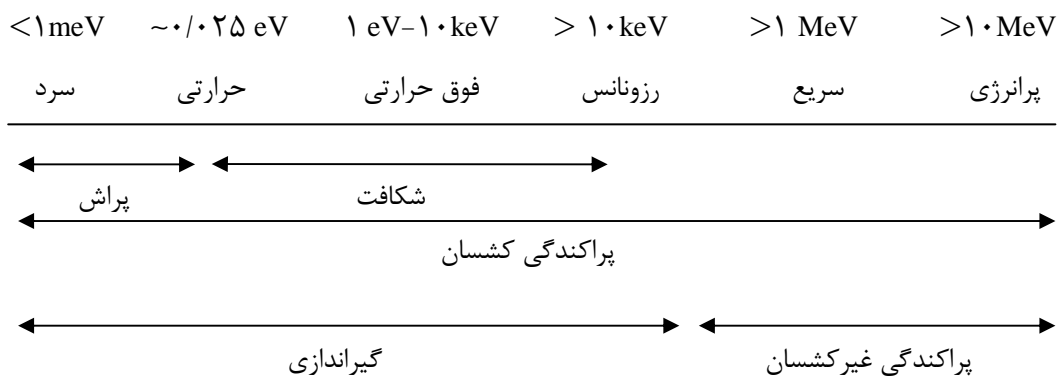 <۱meV ~۰/۰۲۵ eV ۱ eV–۱۰keV > ۱۰keV >۱ MeV >۱۰MeV
سرد حرارتی فوق حرارتی رزونانس سریع پرانرژی
پراش شکافت
پراکندگی کشسان
گیراندازی پراکندگی غیرکشسان